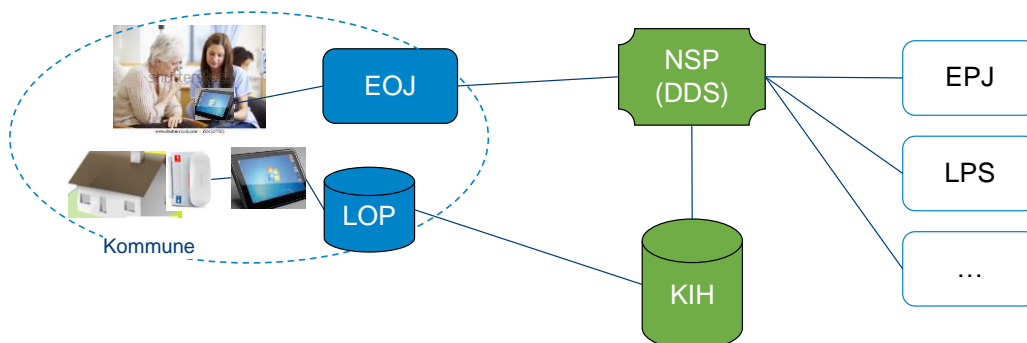 EOJ
NSP
(DDS)
EPJ
LPS
LOP
Kommune
KIH
…